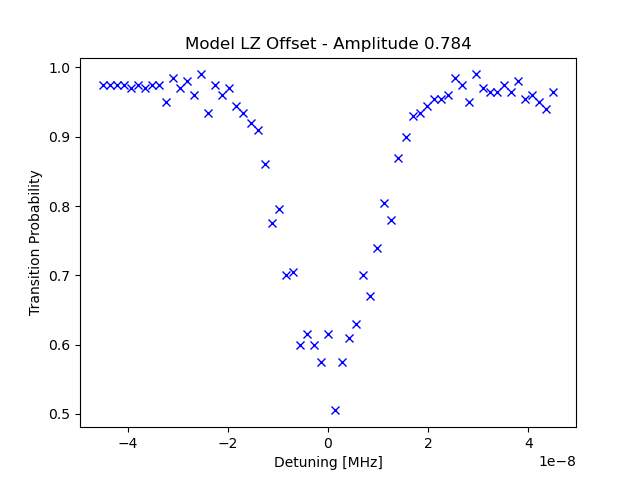 Model LZ Offset - Amplitude 0.784
Transition Probability
1.0
0.9
0.8
0.7
0.6
0.5
−4 −2 0 2 4
1e−8
Detuning [MHz]